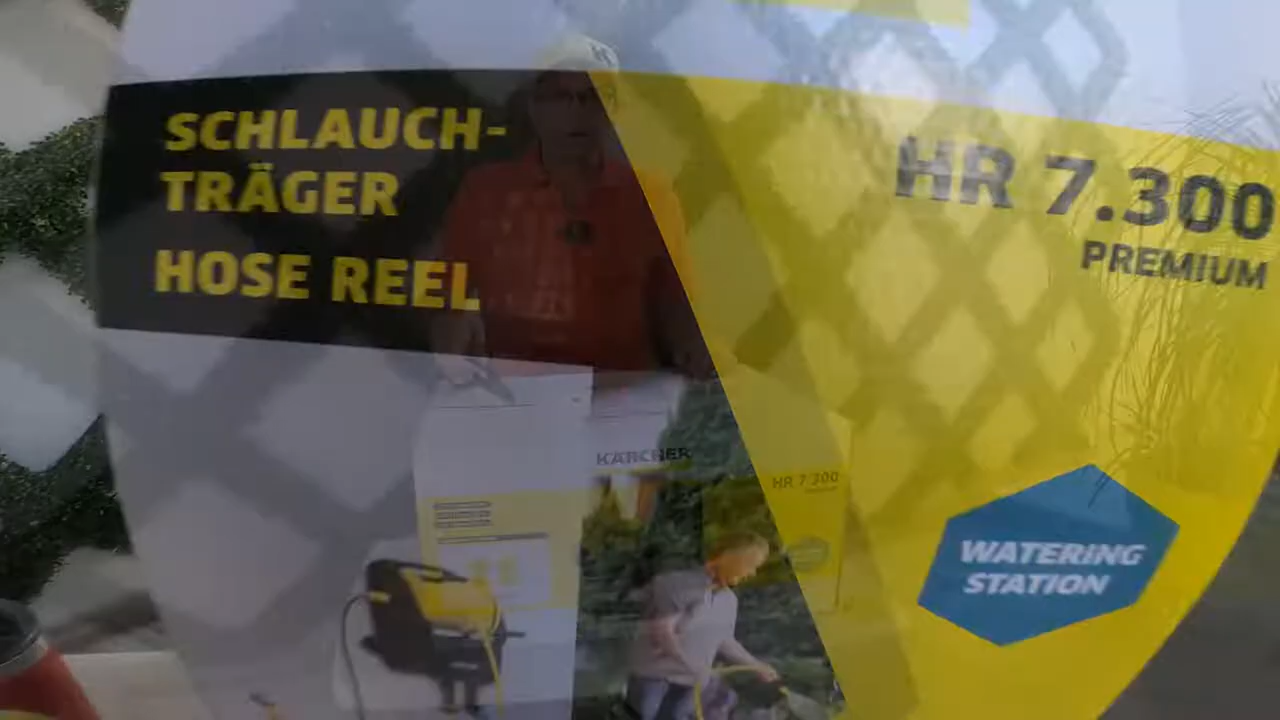 SCHLAUCH-
TRÄGER
HOSE REEL
HR 7.300
PREMIUM
KÄRCHER
HR 7.300
WATERING
STATION